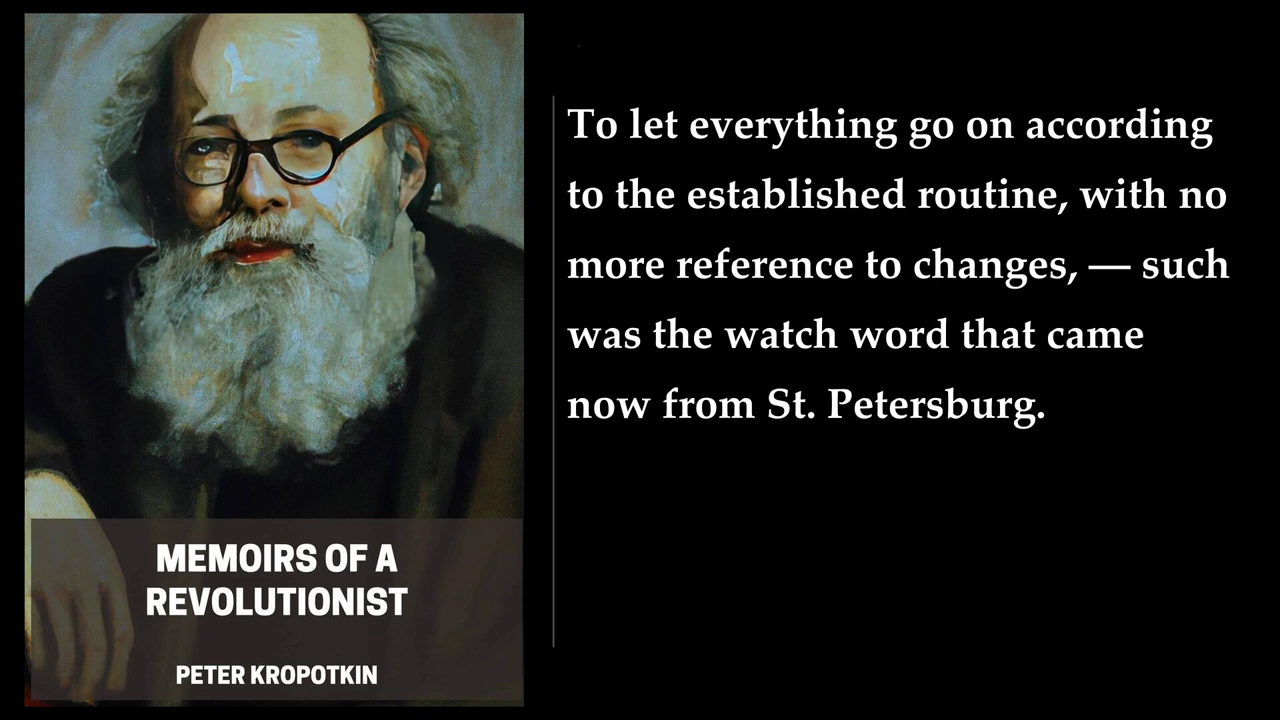 To let everything go on according
to the established routine, with no
more reference to changes, — such
was the watch word that came
now from St. Petersburg.
MEMOIRS OF A
REVOLUTIONIST
PETER KROPOTKIN